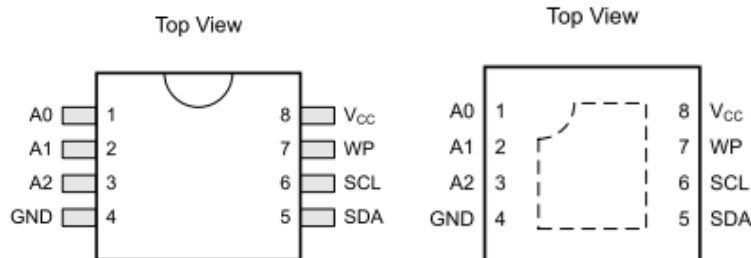 Top View
A0 1 8 VCC
A1 2 7 WP
A2 3 6 SCL
GND 4 5 SDA
Top View
A0 1 8 VCC
A1 2 7 WP
A2 3 6 SCL
GND 4 5 SDA